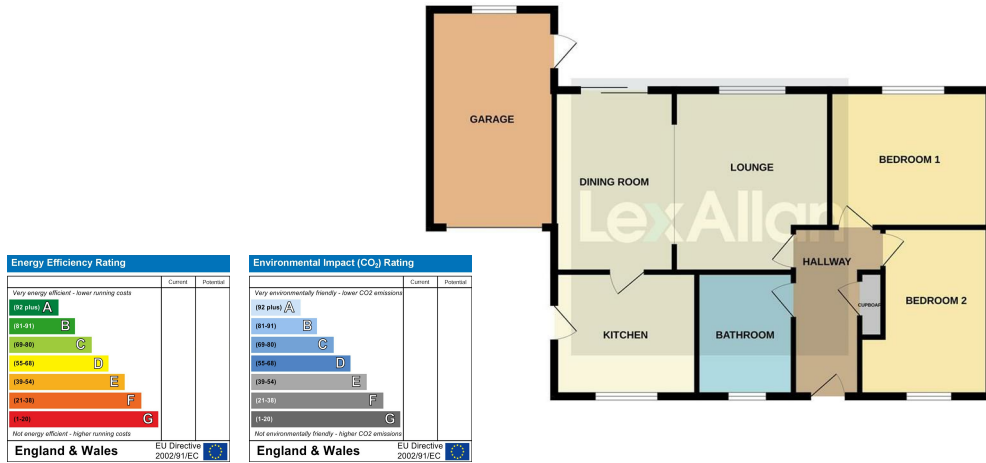 GARAGE
DINING ROOM
LOUNGE
BEDROOM 1
LexAllan
HALLWAY
KITCHEN
BATHROOM
CUPBOARD
BEDROOM 2
Energy Efficiency Rating
Current Potential
Very energy efficient - lower running costs
(92 plus) A
(81-91) B
(69-80) C
(55-68) D
(39-54) E
(21-38) F
(1-20) G
Not energy efficient - higher running costs
England & Wales
EU Directive
2002/91/EC
Environmental Impact (CO₂) Rating
Current Potential
Very environmentally friendly - lower CO2 emissions
(92 plus) A
(81-91) B
(69-80) C
(55-68) D
(39-54) E
(21-38) F
(1-20) G
Not environmentally friendly - higher CO2 emissions
England & Wales
EU Directive
2002/91/EC